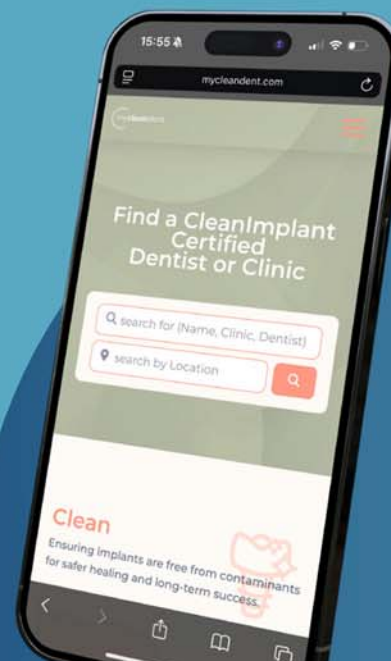 15:55
mycleandent.com
mycleandent
Find a CleanImplant
Certified
Dentist or Clinic
search for (Name, Clinic, Dentist)
search by Location
Clean
Ensuring implants are free from contaminants
for safer healing and long-term success.